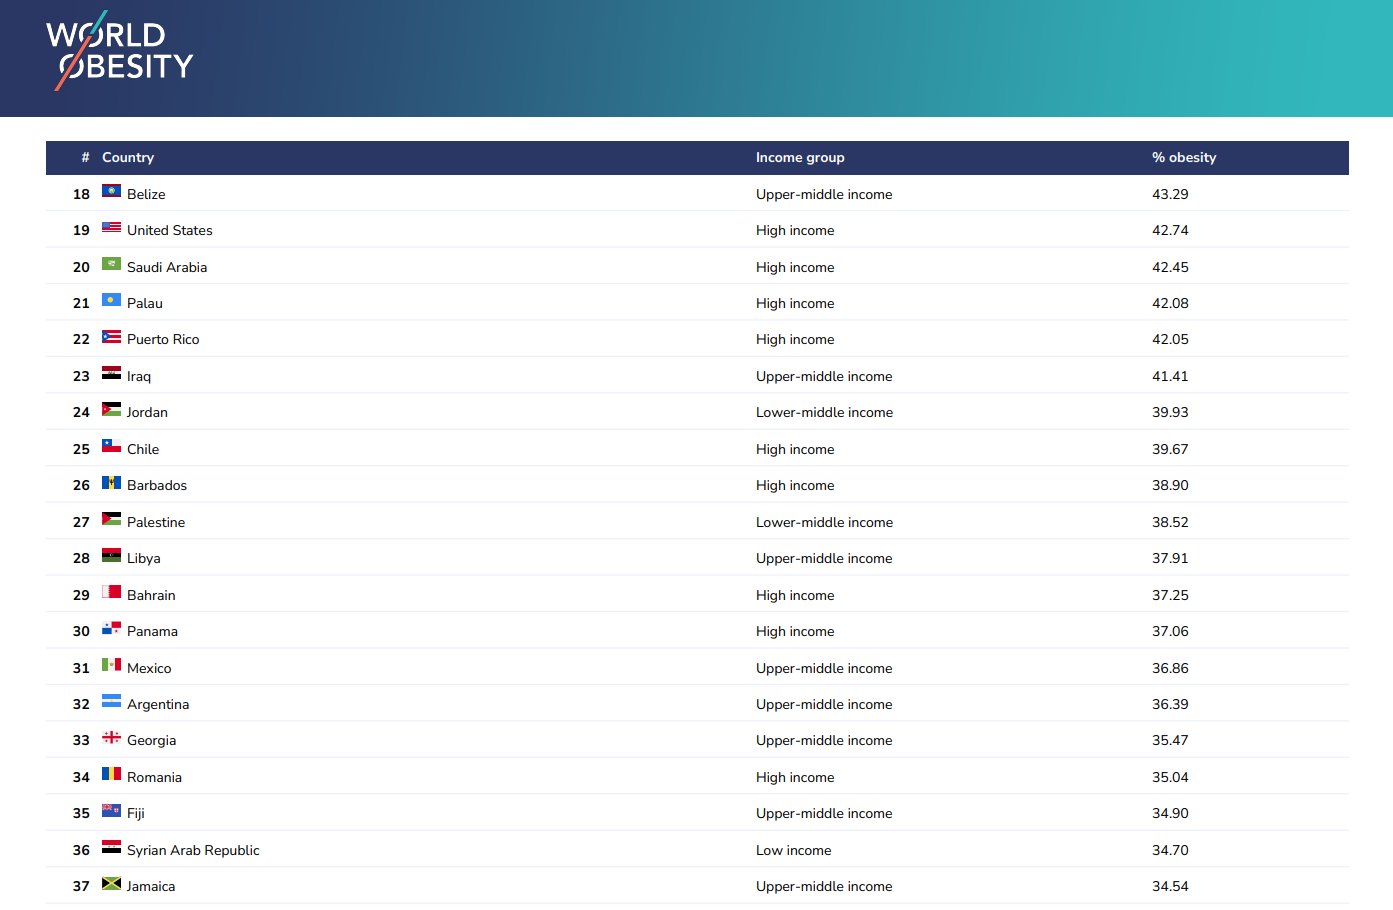 WORLD
OBESITY
# Country Income group % obesity
18 Belize Upper-middle income 43.29
19 United States High income 42.74
20 Saudi Arabia High income 42.45
21 Palau High income 42.08
22 Puerto Rico High income 42.05
23 Iraq Upper-middle income 41.41
24 Jordan Lower-middle income 39.93
25 Chile High income 39.67
26 Barbados High income 38.90
27 Palestine Lower-middle income 38.52
28 Libya Upper-middle income 37.91
29 Bahrain High income 37.25
30 Panama High income 37.06
31 Mexico Upper-middle income 36.86
32 Argentina Upper-middle income 36.39
33 Georgia Upper-middle income 35.47
34 Romania High income 35.04
35 Fiji Upper-middle income 34.90
36 Syrian Arab Republic Low income 34.70
37 Jamaica Upper-middle income 34.54